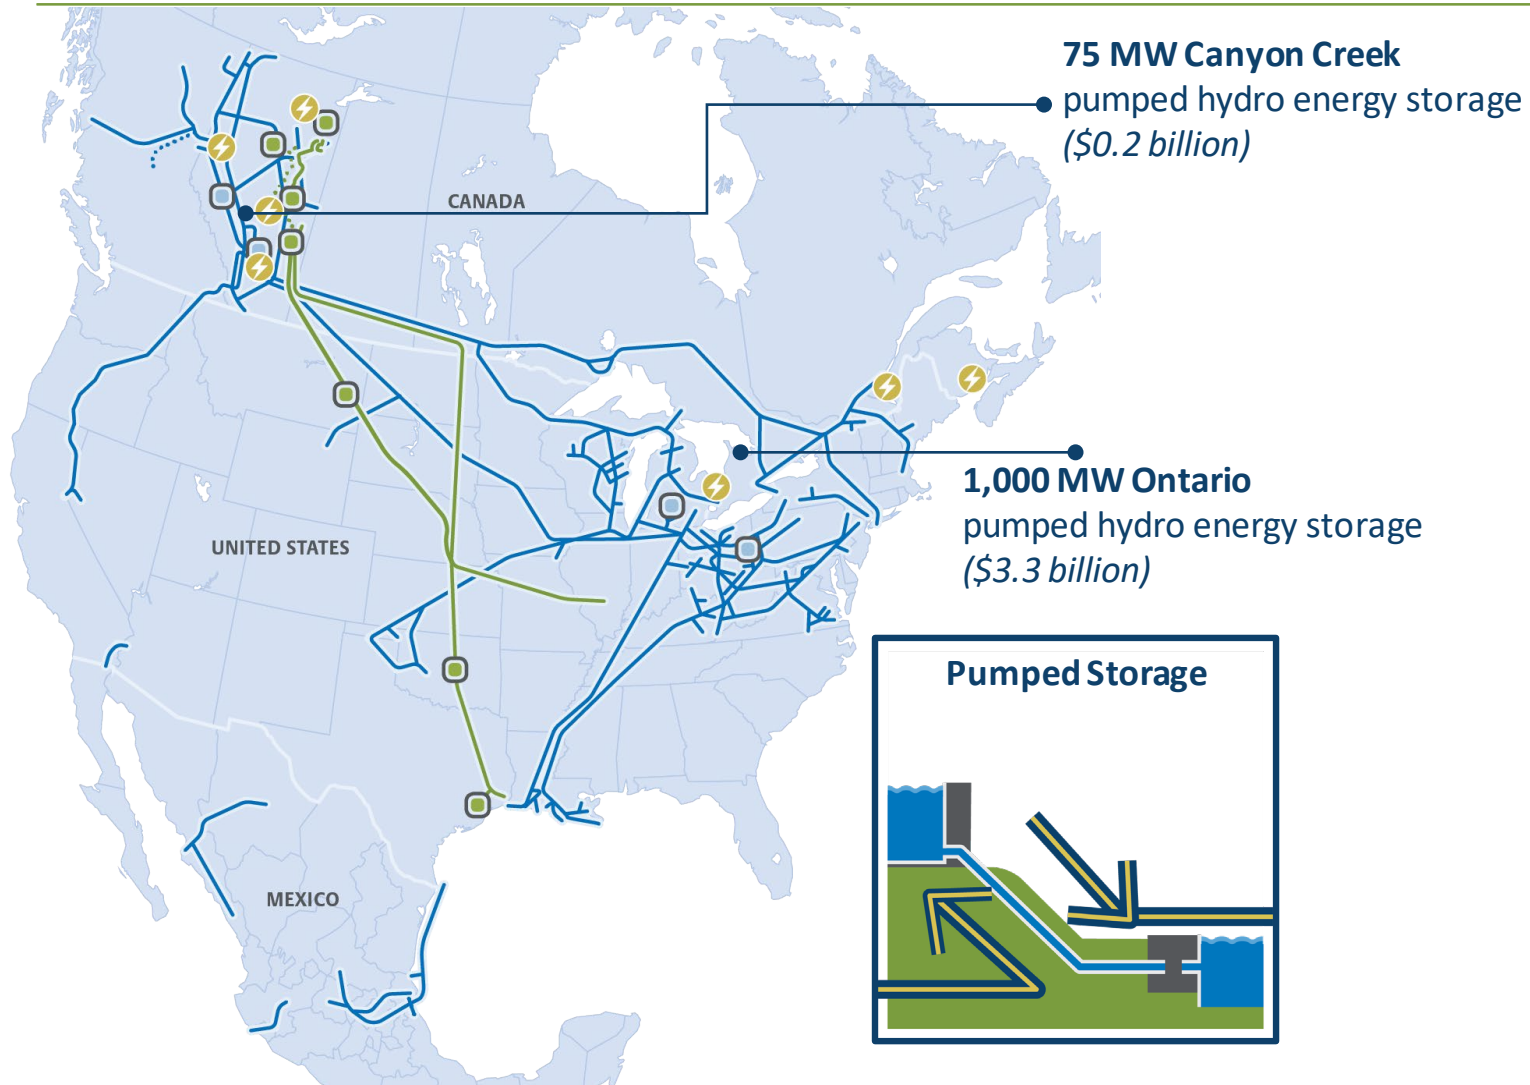 75 MW Canyon Creek
pumped hydro energy storage
($0.2 billion)
CANADA
1,000 MW Ontario
pumped hydro energy storage
($3.3 billion)
UNITED STATES
Pumped Storage
MEXICO